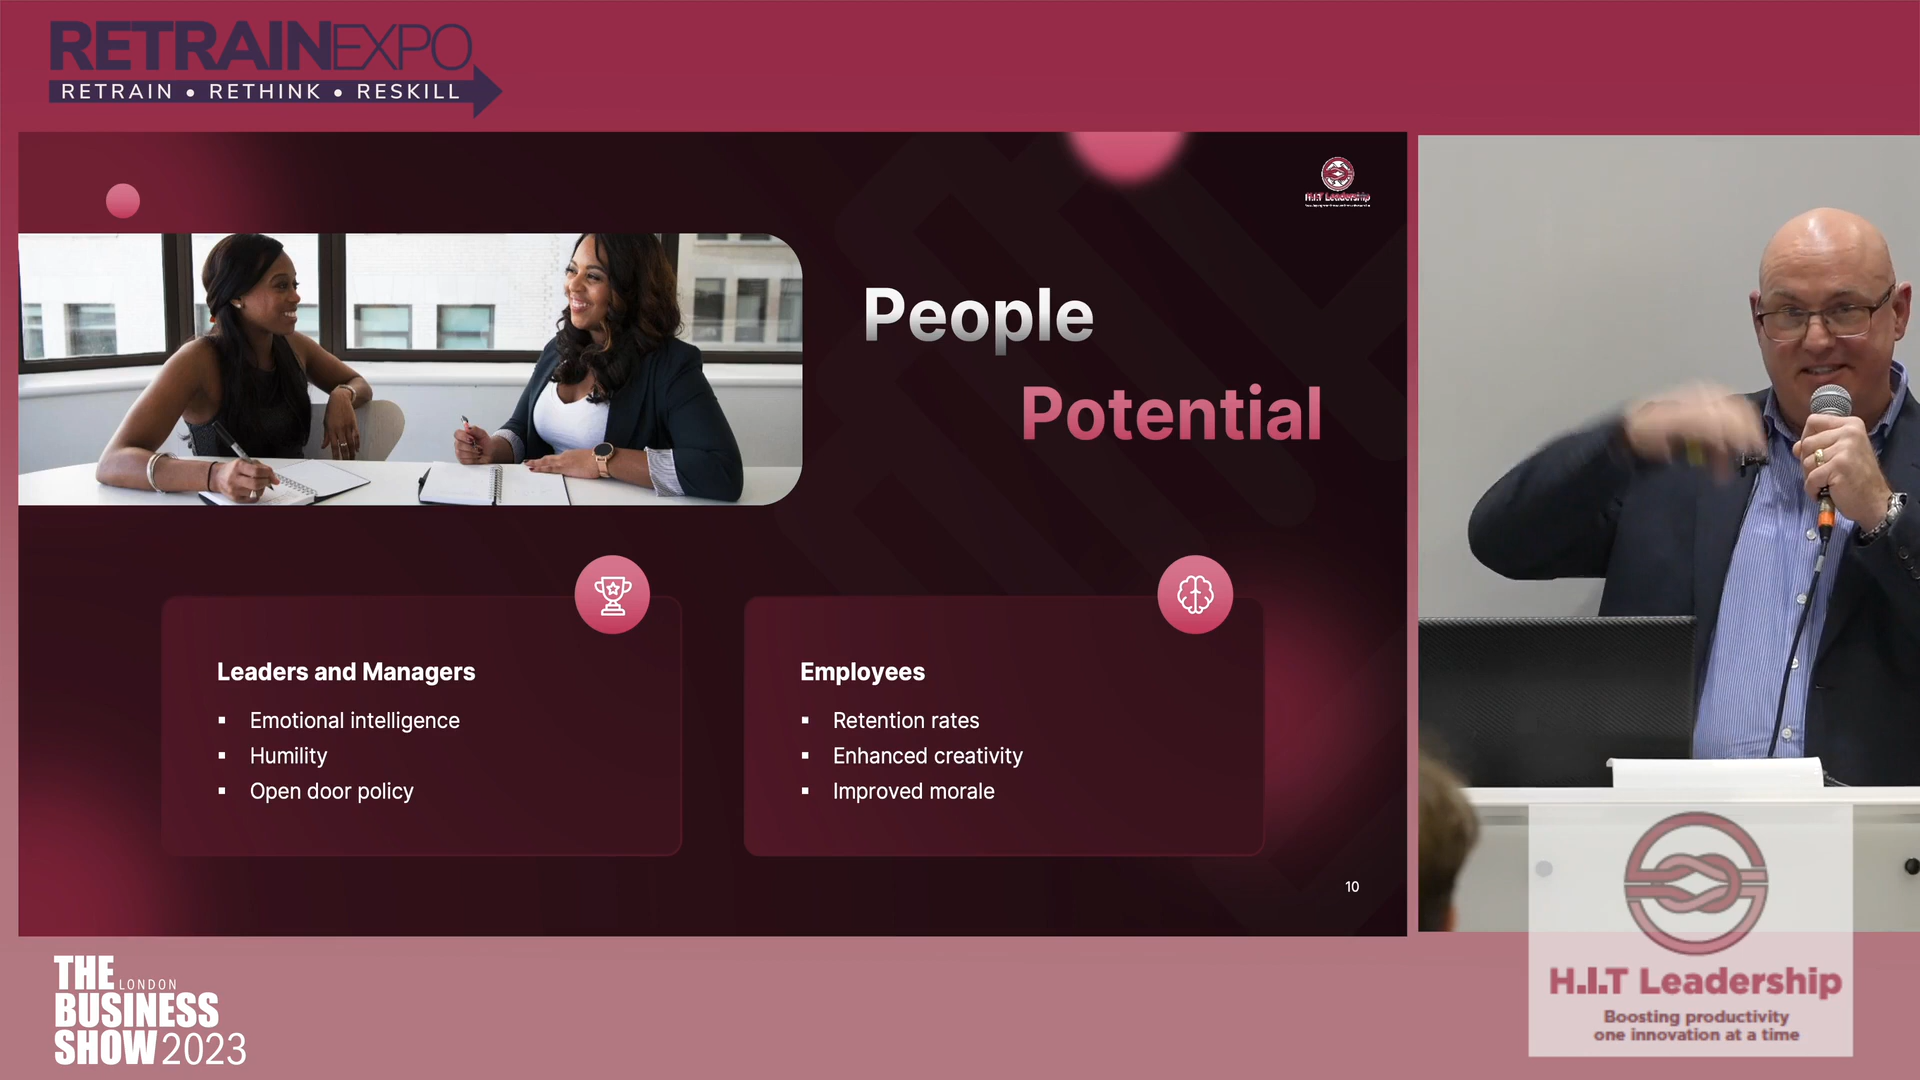 RETRAINEXPO
RETRAIN • RETHINK • RESKILL
H.I.T Leadership
People
Potential
Leaders and Managers
▪ Emotional intelligence
▪ Humility
▪ Open door policy
Employees
▪ Retention rates
▪ Enhanced creativity
▪ Improved morale
10
THE LONDON
BUSINESS
SHOW 2023
H.I.T Leadership
Boosting productivity
one innovation at a time